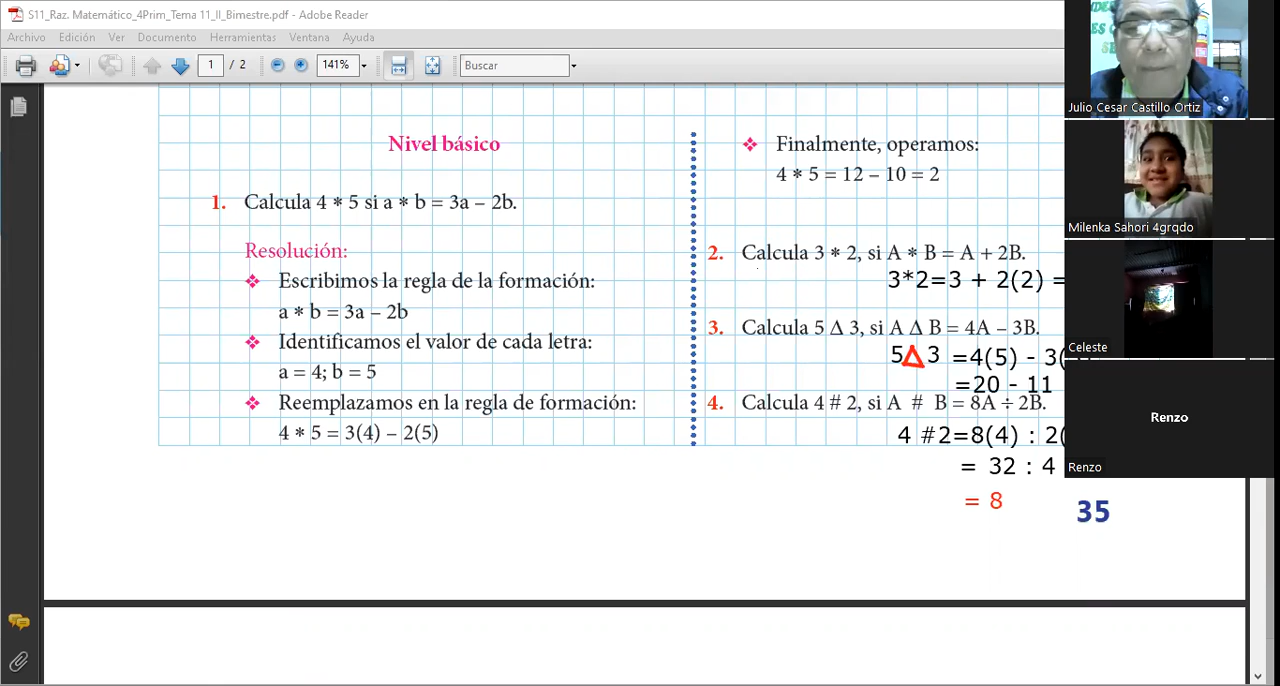 S11_Raz. Matemático_4Prim_Tema 11_II_Bimestre.pdf - Adobe Reader
Archivo Edición Ver Documento Herramientas Ventana Ayuda
1 / 2 141% Buscar
Nivel básico
1. Calcula 4 * 5 si a * b = 3a – 2b.
Resolución:
❖ Escribimos la regla de la formación:
a * b = 3a – 2b
❖ Identificamos el valor de cada letra:
a = 4; b = 5
❖ Reemplazamos en la regla de formación:
4 * 5 = 3(4) – 2(5)
❖ Finalmente, operamos:
4 * 5 = 12 – 10 = 2
2. Calcula 3 * 2, si A * B = A + 2B.
3*2=3 + 2(2) =
3. Calcula 5 Δ 3, si A Δ B = 4A – 3B.
5Δ3 =4(5) - 3(
=20 - 11
4. Calcula 4 # 2, si A # B = 8A ÷ 2B.
4 #2=8(4) : 2(
= 32 : 4
= 8
35
Julio Cesar Castillo Ortiz
Milenka Sahori 4grqdo
Celeste
Renzo
Renzo